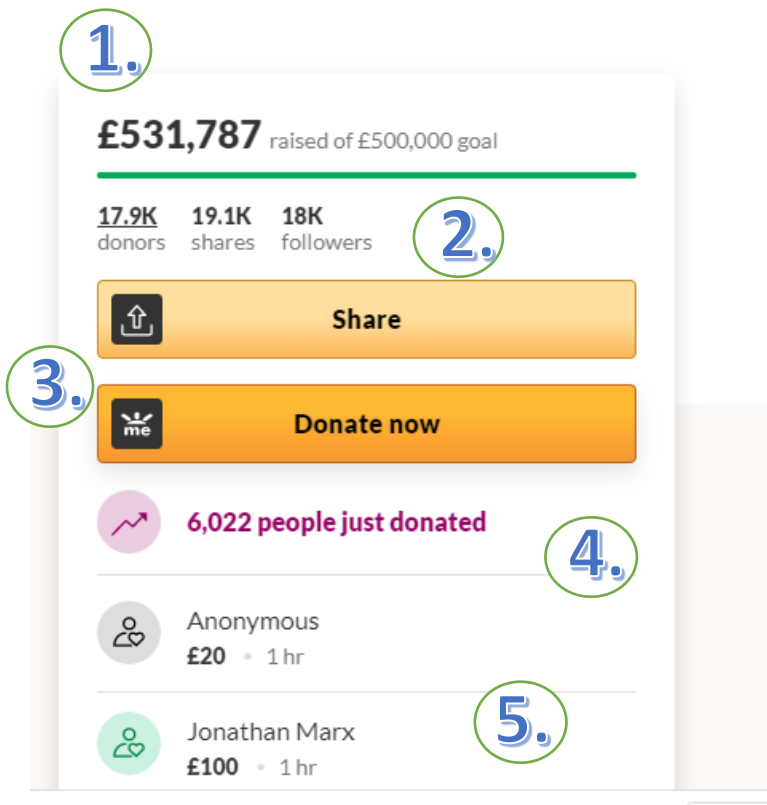 1.
£531,787 raised of £500,000 goal
17.9K 19.1K 18K
donors shares followers
2.
Share
3.
me
Donate now
6,022 people just donated
4.
Anonymous
£20 • 1 hr
5.
Jonathan Marx
£100 • 1 hr